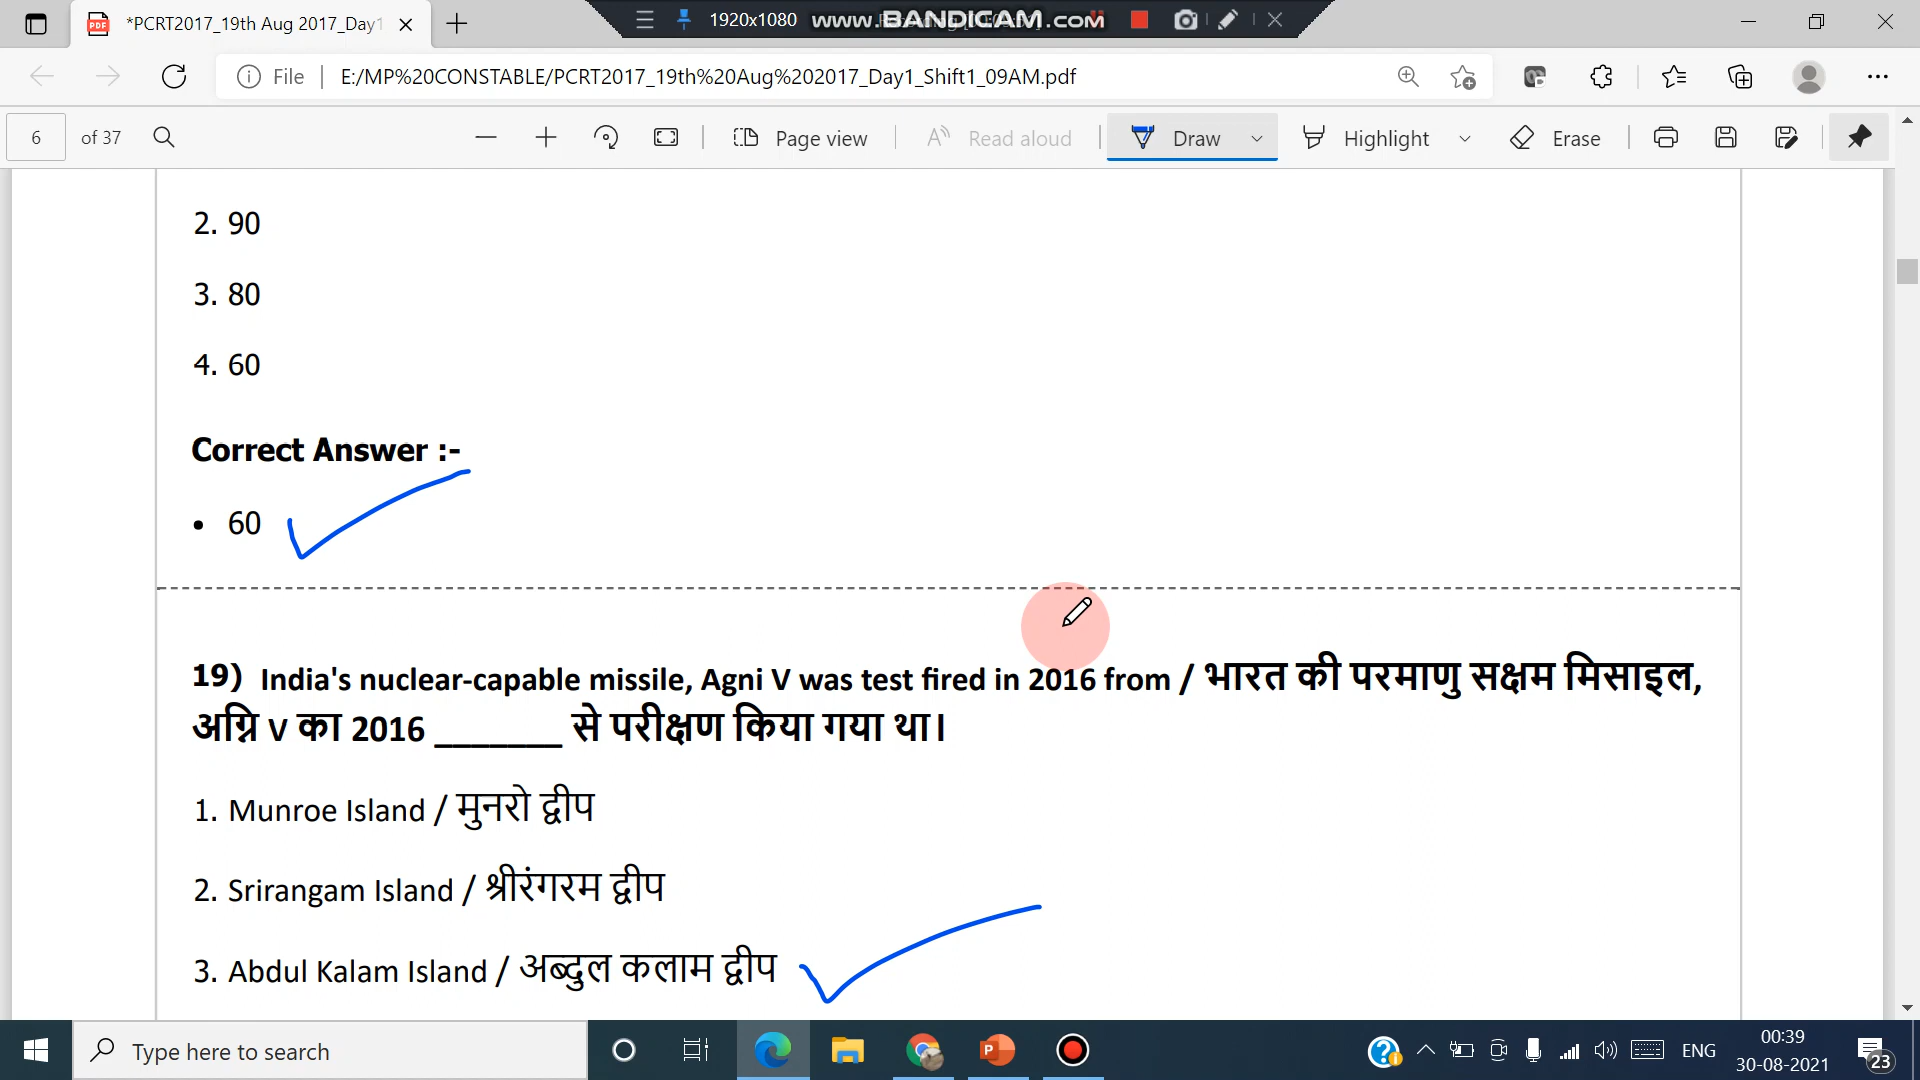 *PCRT2017_19th Aug 2017_Day1
1920x1080
www.BANDICAM.com
File
E:/MP%20CONSTABLE/PCRT2017_19th%20Aug%202017_Day1_Shift1_09AM.pdf
6 of 37
Page view
Read aloud
Draw
Highlight
Erase
2. 90
3. 80
4. 60
Correct Answer :-
• 60
19) India's nuclear-capable missile, Agni V was test fired in 2016 from / भारत की परमाणु सक्षम मिसाइल,
अग्नि V का 2016 _______ से परीक्षण किया गया था।
1. Munroe Island / मुनरो द्वीप
2. Srirangam Island / श्रीरंगरम द्वीप
3. Abdul Kalam Island / अब्दुल कलाम द्वीप
Type here to search
ENG
00:39
30-08-2021
23